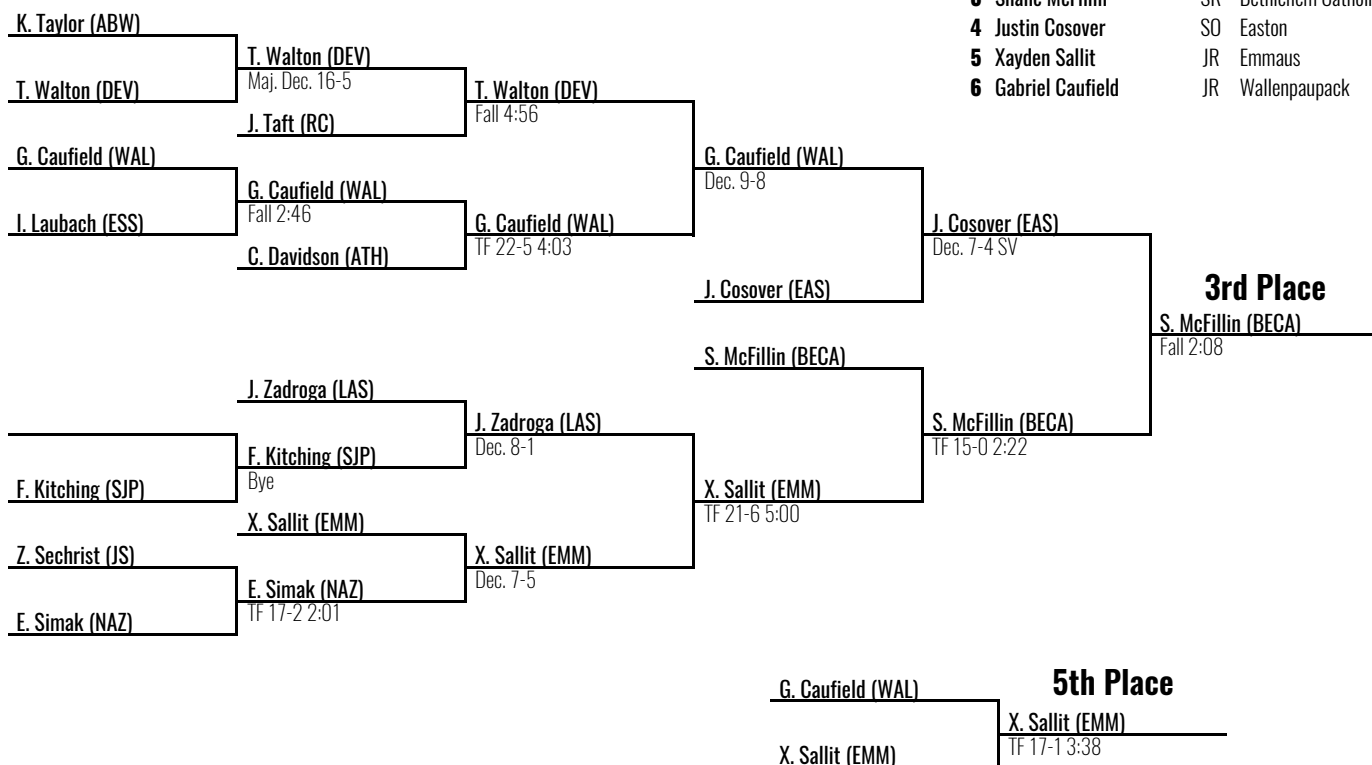 3 Shane McFillin SR Bethlehem Catholic
4 Justin Cosover SO Easton
5 Xayden Sallit JR Emmaus
6 Gabriel Caufield JR Wallenpaupack
K. Taylor (ABW)
T. Walton (DEV)
Maj. Dec. 16-5
T. Walton (DEV)
T. Walton (DEV)
Fall 4:56
J. Taft (RC)
G. Caufield (WAL)
G. Caufield (WAL)
Dec. 9-8
G. Caufield (WAL)
Fall 2:46
I. Laubach (ESS)
G. Caufield (WAL)
TF 22-5 4:03
J. Cosover (EAS)
Dec. 7-4 SV
C. Davidson (ATH)
J. Cosover (EAS)
3rd Place
S. McFillin (BECA)
Fall 2:08
S. McFillin (BECA)
J. Zadroga (LAS)
J. Zadroga (LAS)
Dec. 8-1
S. McFillin (BECA)
TF 15-0 2:22
F. Kitching (SJP)
Bye
F. Kitching (SJP)
X. Sallit (EMM)
TF 21-6 5:00
X. Sallit (EMM)
Z. Sechrist (JS)
X. Sallit (EMM)
Dec. 7-5
E. Simak (NAZ)
TF 17-2 2:01
E. Simak (NAZ)
5th Place
G. Caufield (WAL)
X. Sallit (EMM)
TF 17-1 3:38
X. Sallit (EMM)